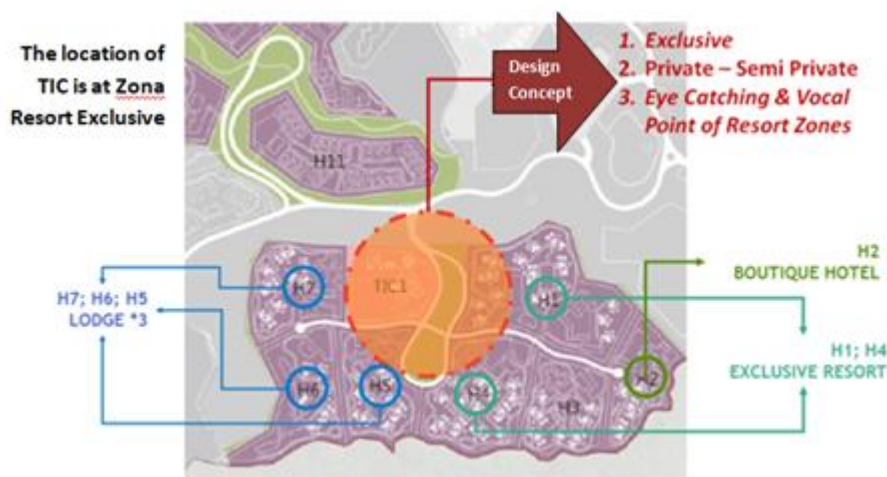 The location of
TIC is at Zona
Resort Exclusive
Design
Concept
1. Exclusive
2. Private – Semi Private
3. Eye Catching & Vocal
Point of Resort Zones
H11
H7
TIC1
H1
H2
BOUTIQUE HOTEL
H7; H6; H5
LODGE *3
H1; H4
EXCLUSIVE RESORT
H6
H5
H4
H3
H2